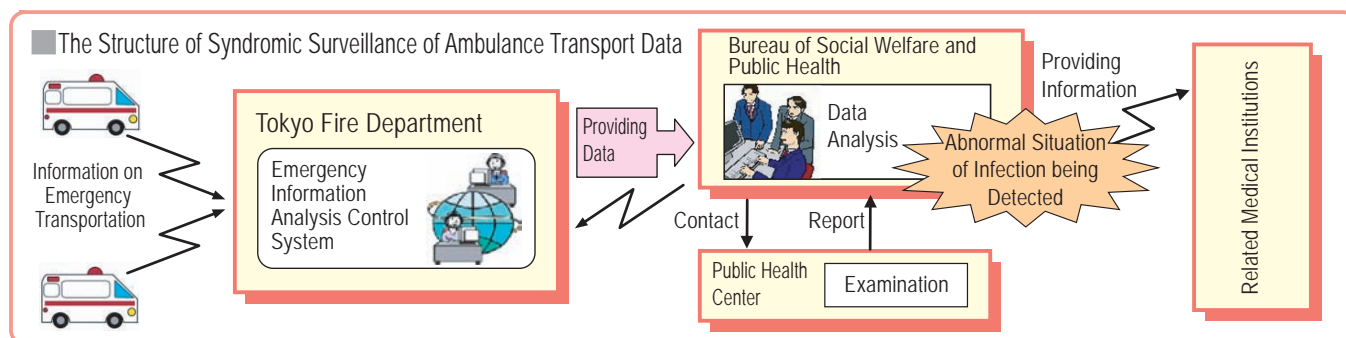 The Structure of Syndromic Surveillance of Ambulance Transport Data
Information on
Emergency
Transportation
Tokyo Fire Department
Emergency
Information
Analysis Control
System
Providing
Data
Bureau of Social Welfare and
Public Health
Data
Analysis
Abnormal Situation
of Infection being
Detected
Contact
Report
Public Health
Center
Examination
Providing
Information
Related Medical Institutions